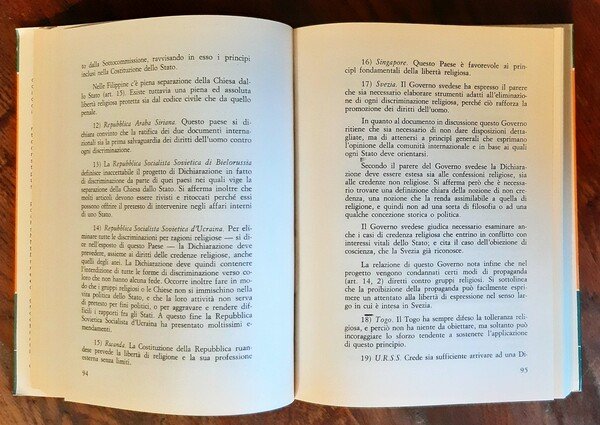 to dalla Sottocommissione, ravvisando in esso i principi
inclusi nella Costituzione dello Stato.
Nelle Filippine c'è piena separazione della Chiesa dal-
lo Stato (art. 15). Esiste tuttavia una piena ed assoluta
libertà religiosa protetta sia dal codice civile che da quello
penale.
12) Repubblica Araba Siriana. Questo paese si di-
chiara convinto che la ratifica dei due documenti interna-
zionali sia la prima salvaguardia dei diritti dell'uomo contro
ogni discriminazione.
13) La Repubblica Socialista Sovietica di Bielorussia
definisce inaccettabile il progetto di Dichiarazione in fatto
di discriminazione da parte di quei paesi nei quali vige la
separazione della Chiesa dallo Stato. Si afferma inoltre che
molti articoli devono essere rivisti e ritoccati perché essi
possono offrire il pretesto di intervenire negli affari interni
di uno Stato.
14) Repubblica Socialista Sovietica d'Ucraina. Per eli-
minare tutte le discriminazioni per ragioni religiose — si di-
ce nell'esposto di questo Paese — la Dichiarazione deve
prevedere, assieme ai diritti delle credenze religiose, anche
quelli degli atei. La Dichiarazione deve quindi contenere
l'interdizione di tutte le forme di discriminazione verso co-
loro che non hanno alcuna fede. Occorre inoltre fare in mo-
do che i gruppi religiosi e le Chiese non si immischino nella
vita politica dello Stato, e che la loro attività non serva
di pretesto per fini politici, o per aggravare e rendere dif-
ficili i rapporti fra gli Stati. A questo fine la Repubblica
Sovietica Socialista d'Ucraina ha presentato moltissimi e-
mendamenti.
15) Ruanda. La Costituzione della Repubblica ruan-
dese prevede la libertà di religione e la sua professione
esterna senza limiti.
94
16) Singapore. Questo Paese è favorevole ai prin-
cipi fondamentali della libertà religiosa.
17) Svezia. Il Governo svedese ha espresso il parere
che sia necessario elaborare strumenti adatti all'eliminazio-
ne di ogni discriminazione religiosa, perché ciò rafforza la
promozione dei diritti dell'uomo.
In quanto al documento in discussione questo Governo
ritiene che sia necessario di non dare disposizioni detta-
gliate, ma di attenersi a principi generali che esprimano
l'opinione della comunità internazionale e in base ai quali
ogni Stato deve orientarsi.
Secondo il parere del Governo svedese la Dichiarazio-
ne deve essere estesa sia alle confessioni religiose, sia
alle credenze non religiose. Si afferma però che è neces-
sario trovare una definizione chiara della nozione di non cre-
denza, una nozione che la renda assimilabile a quella di
religione, e quindi non ad una sorta di filosofia o ad una
qualche concezione storica o politica.
Il Governo svedese giudica necessario esaminare an-
che i casi di credenza religiosa che entrino in conflitto con
interessi vitali dello Stato; e cita il caso dell'obiezione di
coscienza, che la Svezia già riconosce.
La relazione di questo Governo nota infine che nel
progetto vengono condannati certi modi di propaganda
(art. 14, 2) diretti contro gruppi religiosi. Si sottolinea
che la proibizione della propaganda può facilmente espri-
mere un attentato alla libertà di espressione nel senso lar-
go in cui è intesa in Svezia.
18) Togo. Il Togo ha sempre difeso la tolleranza reli-
giosa, e perciò non ha niente da obiettare, ma soltanto può
incoraggiare lo sforzo tendente a sostenere l'applicazione
di questo principio.
19) U.R.S.S. Crede sia sufficiente arrivare ad una Di-
95